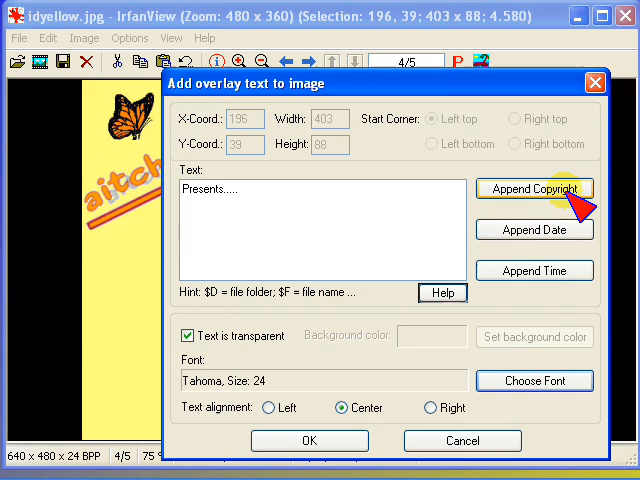 idyellow.jpg - IrfanView (Zoom: 480 x 360) (Selection: 196, 39; 403 x 88; 4.580)
File Edit Image Options View Help
4/5
Add overlay text to image
X-Coord.: 196 Width: 403 Start Corner: Left top Right top
Y-Coord.: 39 Height: 88 Left bottom Right bottom
Text:
Presents.....
Append Copyright
Append Date
Append Time
Hint: $D = file folder; $F = file name ... Help
Text is transparent Background color: Set background color
Font:
Tahoma, Size: 24 Choose Font
Text alignment: Left Center Right
OK Cancel
aitch
640 x 480 x 24 BPP 4/5 75 %